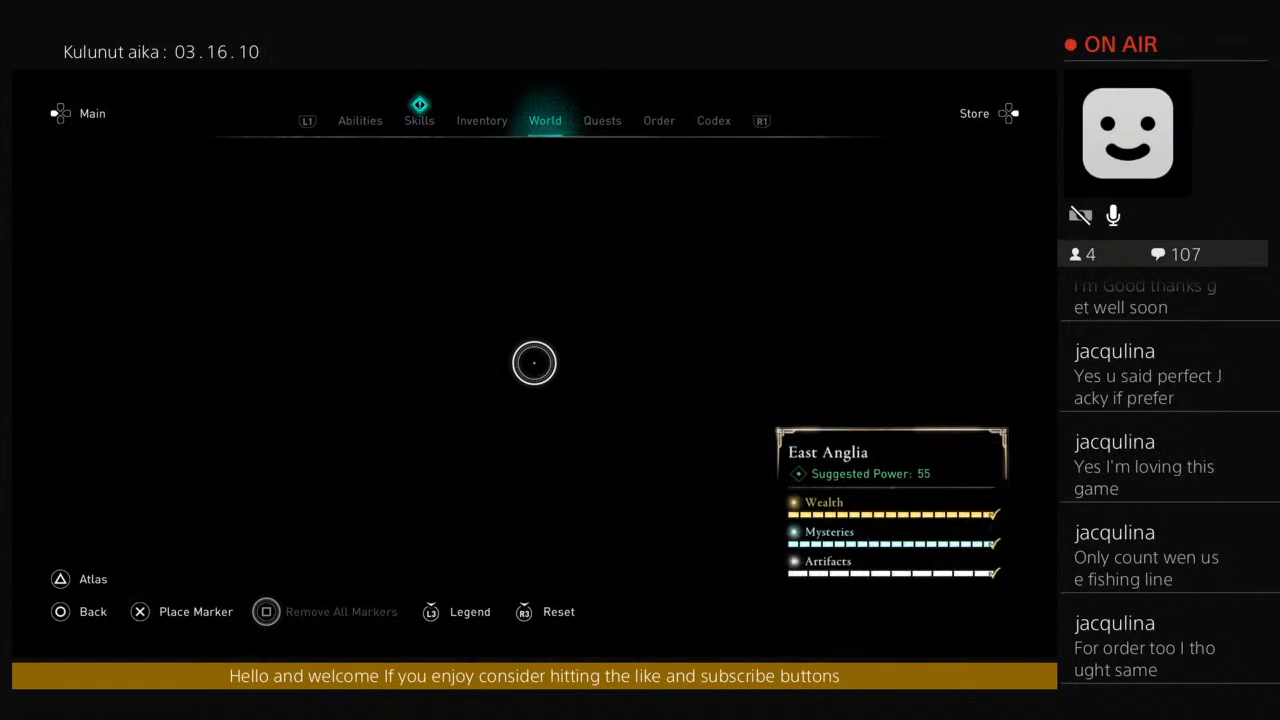 Kulunut aika : 03.16.10
ON AIR
Main
L1 Abilities Skills Inventory World Quests Order Codex R1
Store
4 107
I'm Good thanks g
et well soon
jacqulina
Yes u said perfect J
acky if prefer
jacqulina
Yes I'm loving this
game
jacqulina
Only count wen us
e fishing line
jacqulina
For order too I tho
ught same
East Anglia
Suggested Power: 55
Wealth
Mysteries
Artifacts
Atlas
Back Place Marker Remove All Markers L3 Legend R3 Reset
Hello and welcome If you enjoy consider hitting the like and subscribe buttons